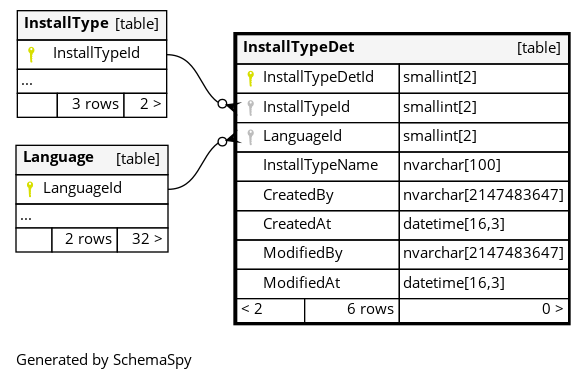 InstallType [table]
InstallTypeId
...
3 rows 2 >
Language [table]
LanguageId
...
2 rows 32 >
InstallTypeDet [table]
InstallTypeDetId smallint[2]
InstallTypeId smallint[2]
LanguageId smallint[2]
InstallTypeName nvarchar[100]
CreatedBy nvarchar[2147483647]
CreatedAt datetime[16,3]
ModifiedBy nvarchar[2147483647]
ModifiedAt datetime[16,3]
< 2 6 rows 0 >
Generated by SchemaSpy